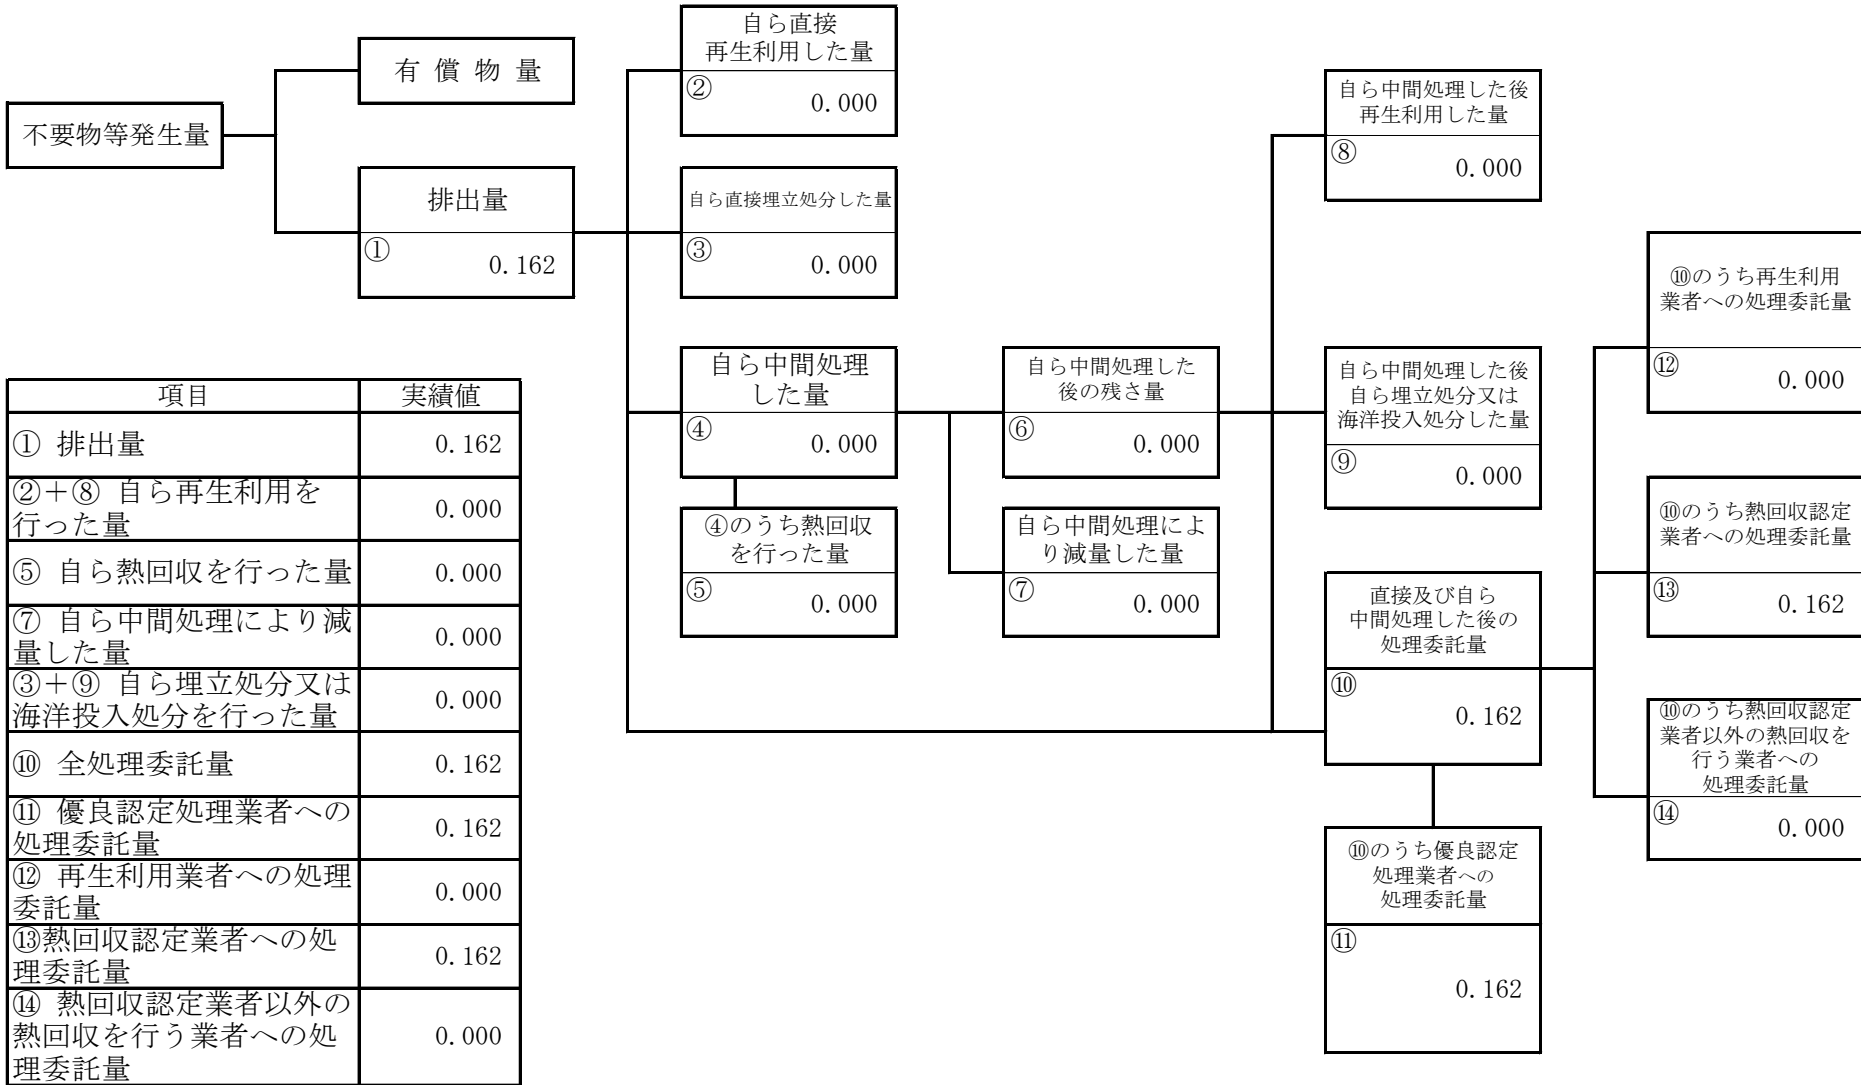 不要物等発生量
有 償 物 量
排出量
①
0.162
自ら直接
再生利用した量
②
0.000
自ら直接埋立処分した量
③
0.000
自ら中間処理
した量
④
0.000
④のうち熱回収
を行った量
⑤
0.000
自ら中間処理した
後の残さ量
⑥
0.000
自ら中間処理によ
り減量した量
⑦
0.000
自ら中間処理した後
再生利用した量
⑧
0.000
自ら中間処理した後
自ら埋立処分又は
海洋投入処分した量
⑨
0.000
直接及び自ら
中間処理した後の
処理委託量
⑩
0.162
⑩のうち優良認定
処理業者への
処理委託量
⑪
0.162
⑩のうち再生利用
業者への処理委託量
⑫
0.000
⑩のうち熱回収認定
業者への処理委託量
⑬
0.162
⑩のうち熱回収認定
業者以外の熱回収を
行う業者への
処理委託量
⑭
0.000
項目 実績値
① 排出量 0.162
②＋⑧ 自ら再生利用を
行った量 0.000
⑤ 自ら熱回収を行った量 0.000
⑦ 自ら中間処理により減
量した量 0.000
③＋⑨ 自ら埋立処分又は
海洋投入処分を行った量 0.000
⑩ 全処理委託量 0.162
⑪ 優良認定処理業者への
処理委託量 0.162
⑫ 再生利用業者への処理
委託量 0.000
⑬熱回収認定業者への処
理委託量 0.162
⑭ 熱回収認定業者以外の
熱回収を行う業者への処 0.000
理委託量